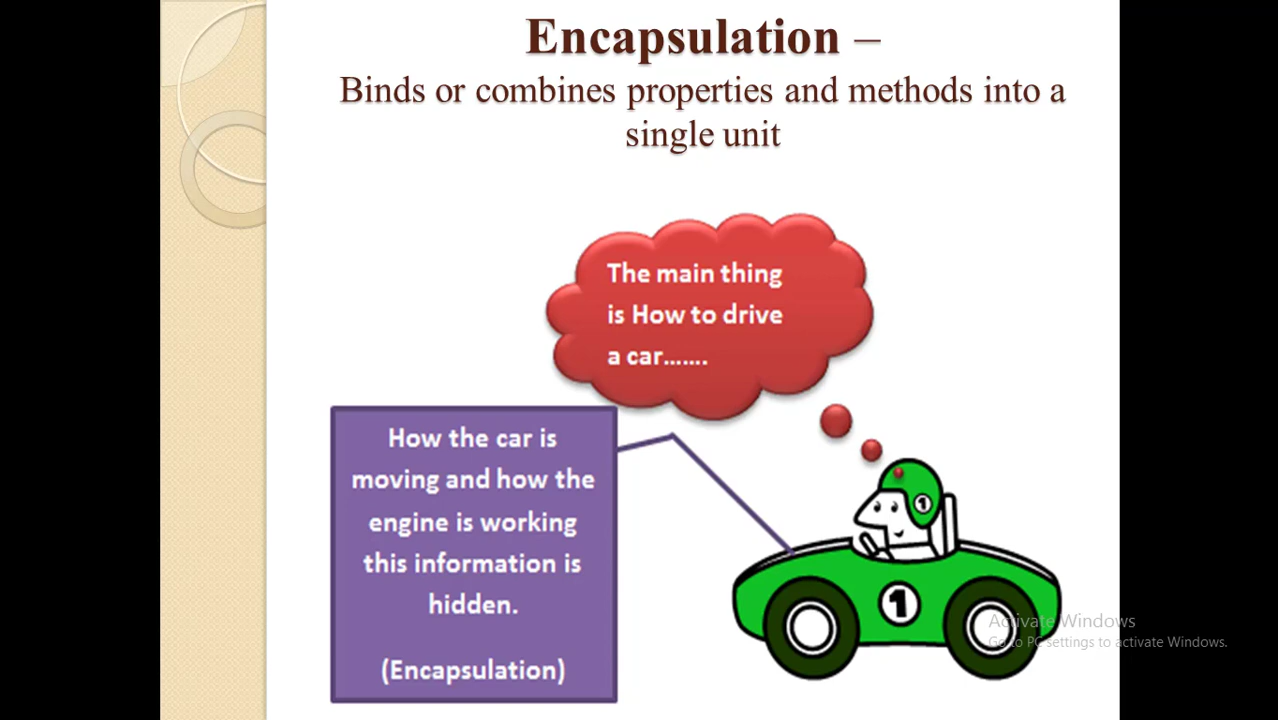 Encapsulation –
Binds or combines properties and methods into a
single unit
The main thing
is How to drive
a car.......
How the car is
moving and how the
engine is working
this information is
hidden.
(Encapsulation)
1
1
Activate Windows
Go to PC settings to activate Windows.